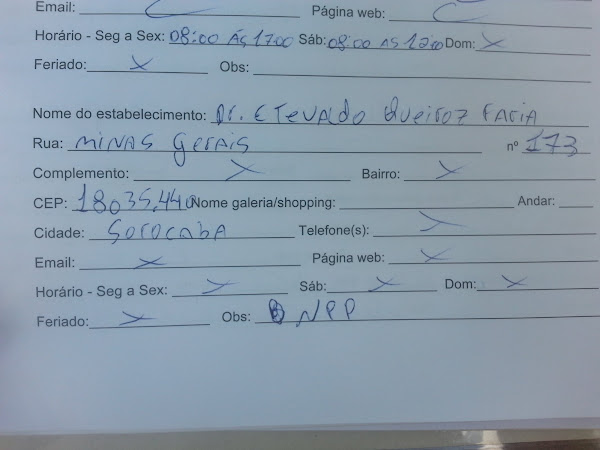 Email: Página web:
Horário - Seg a Sex: 08:00 ÁS 17:00 Sáb: 08:00 AS 12:00 Dom: X
Feriado: X Obs:
Nome do estabelecimento: Dr. ETEVALDO Queiroz FARIA
Rua: MINAS Gerais nº 173
Complemento: X Bairro: X
CEP: 18035.440 Nome galeria/shopping: Andar:
Cidade: Sorocaba Telefone(s): X
Email: X Página web: X
Horário - Seg a Sex: X Sáb: X Dom: X
Feriado: X Obs: NPP